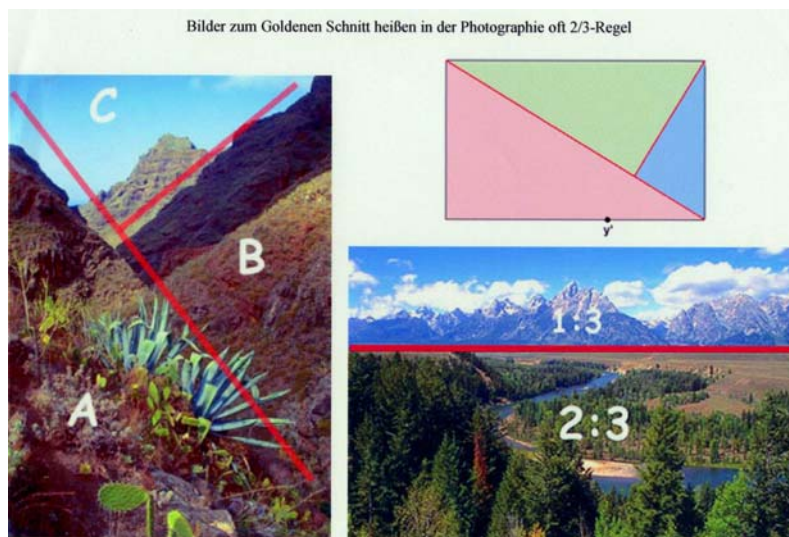 Bilder zum Goldenen Schnitt heißen in der Photographie oft 2/3-Regel
C
B
A
y'
1:3
2:3